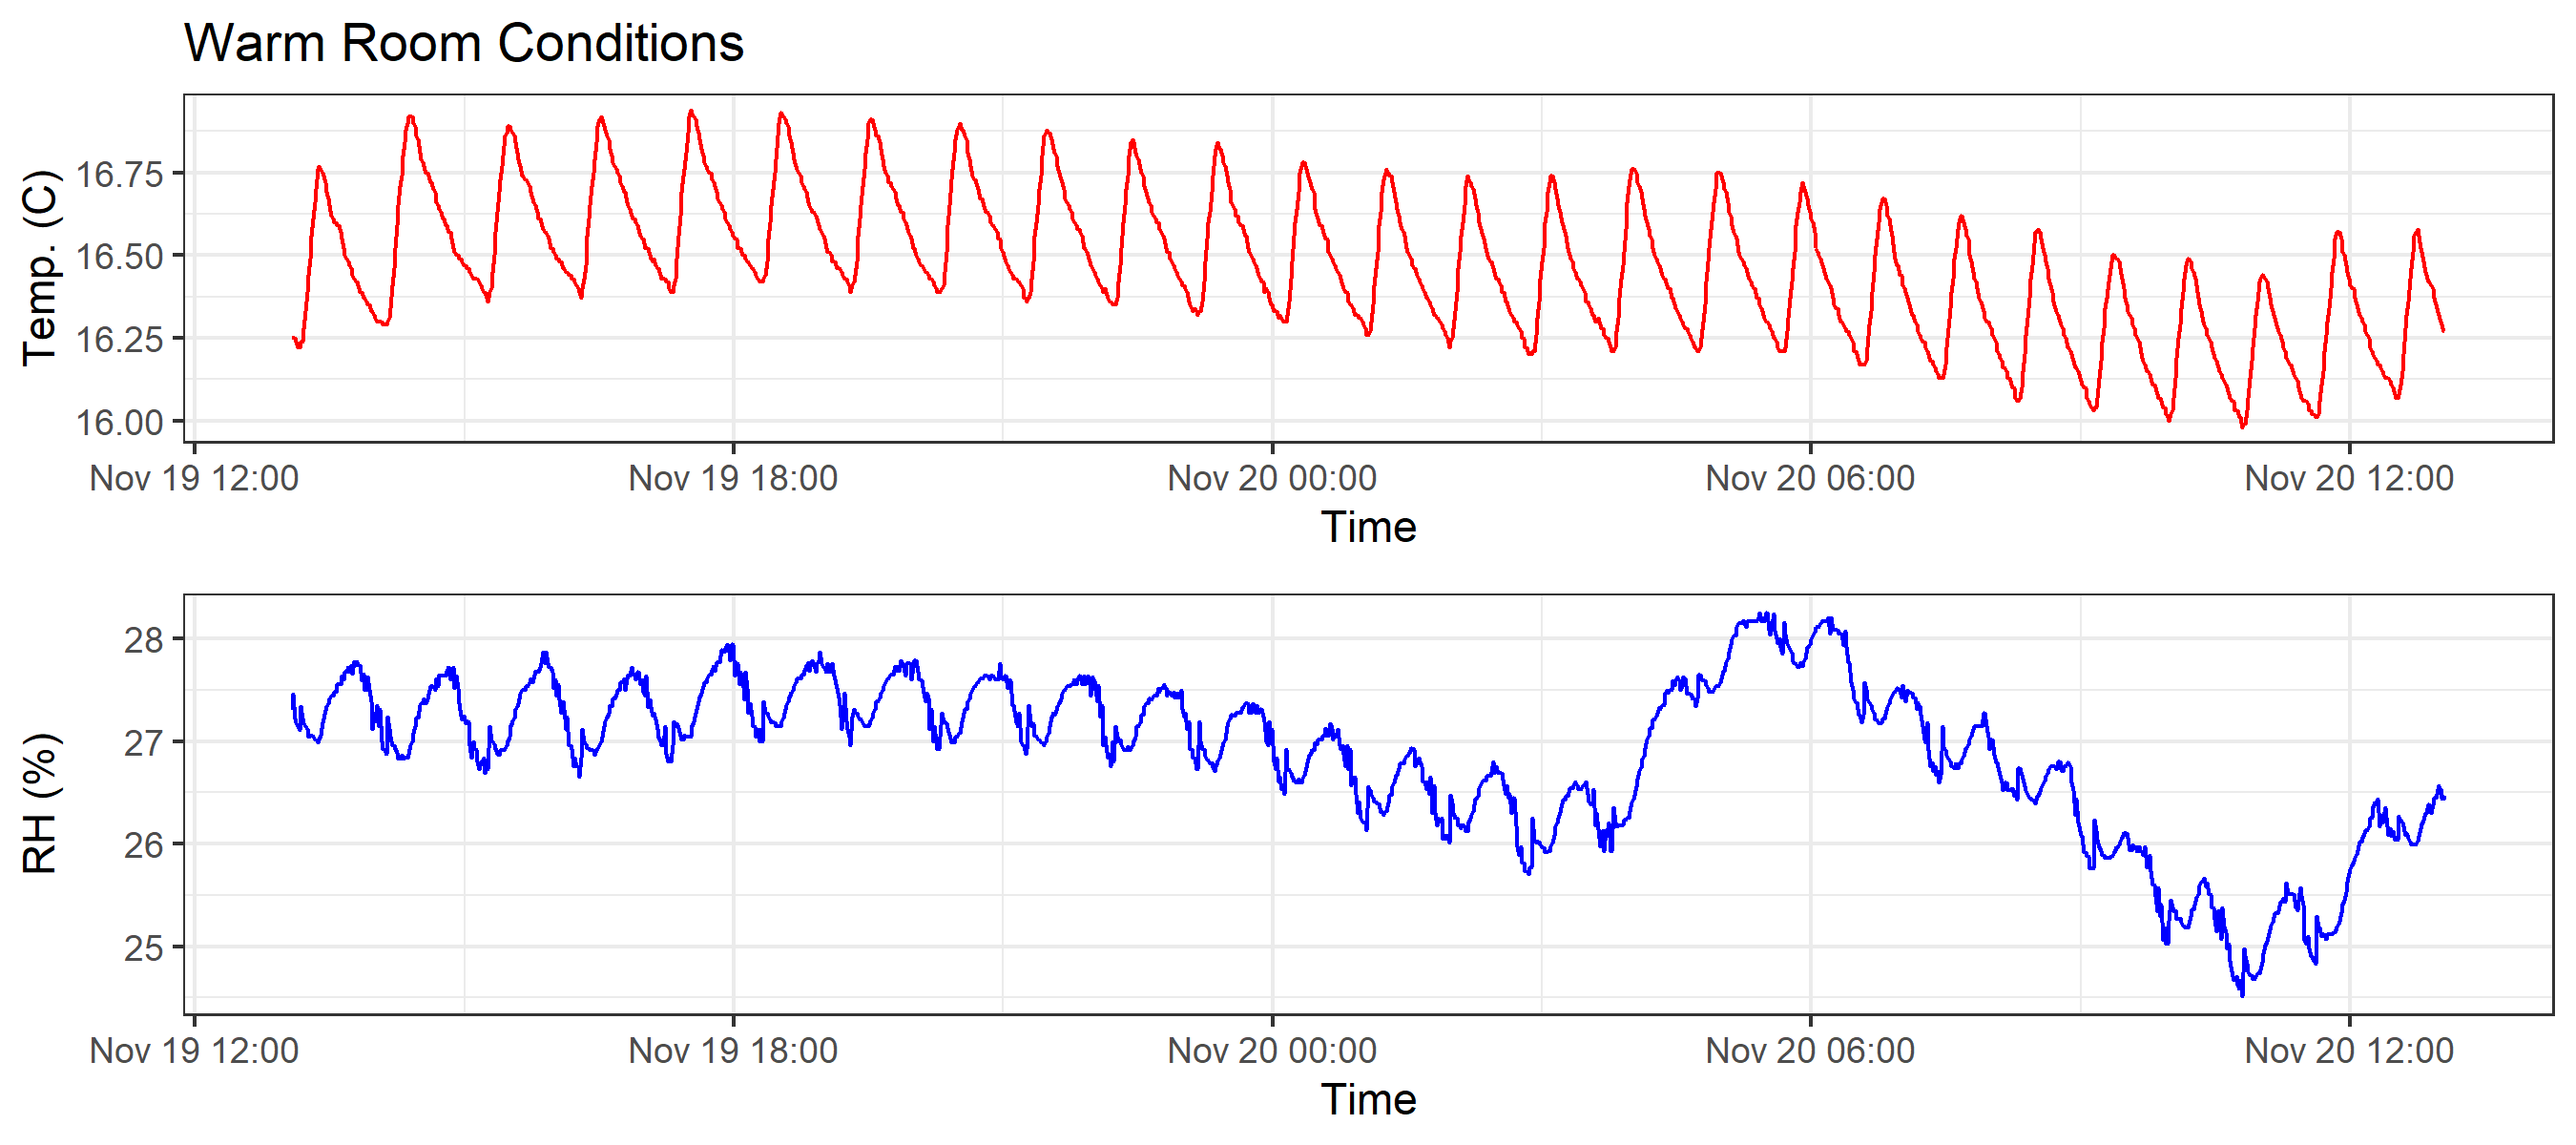 Warm Room Conditions
Temp. (C)
16.75
16.50
16.25
16.00
Nov 19 12:00 Nov 19 18:00 Nov 20 00:00 Nov 20 06:00 Nov 20 12:00
Time
RH (%)
28
27
26
25
Nov 19 12:00 Nov 19 18:00 Nov 20 00:00 Nov 20 06:00 Nov 20 12:00
Time